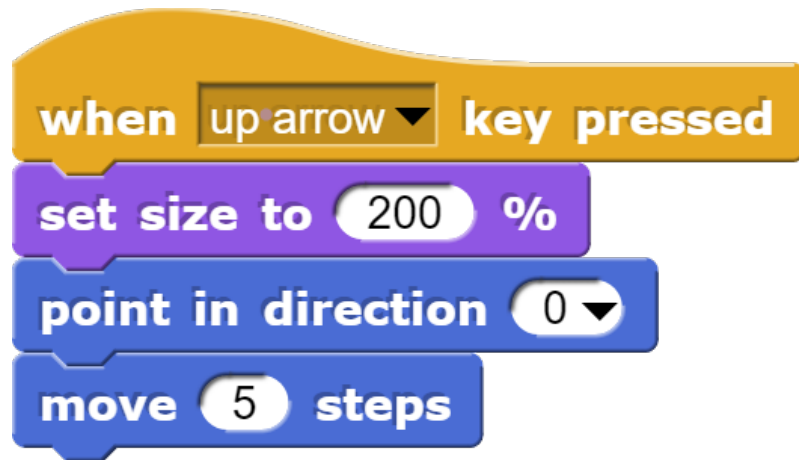 when up arrow key pressed
set size to 200 %
point in direction 0
move 5 steps